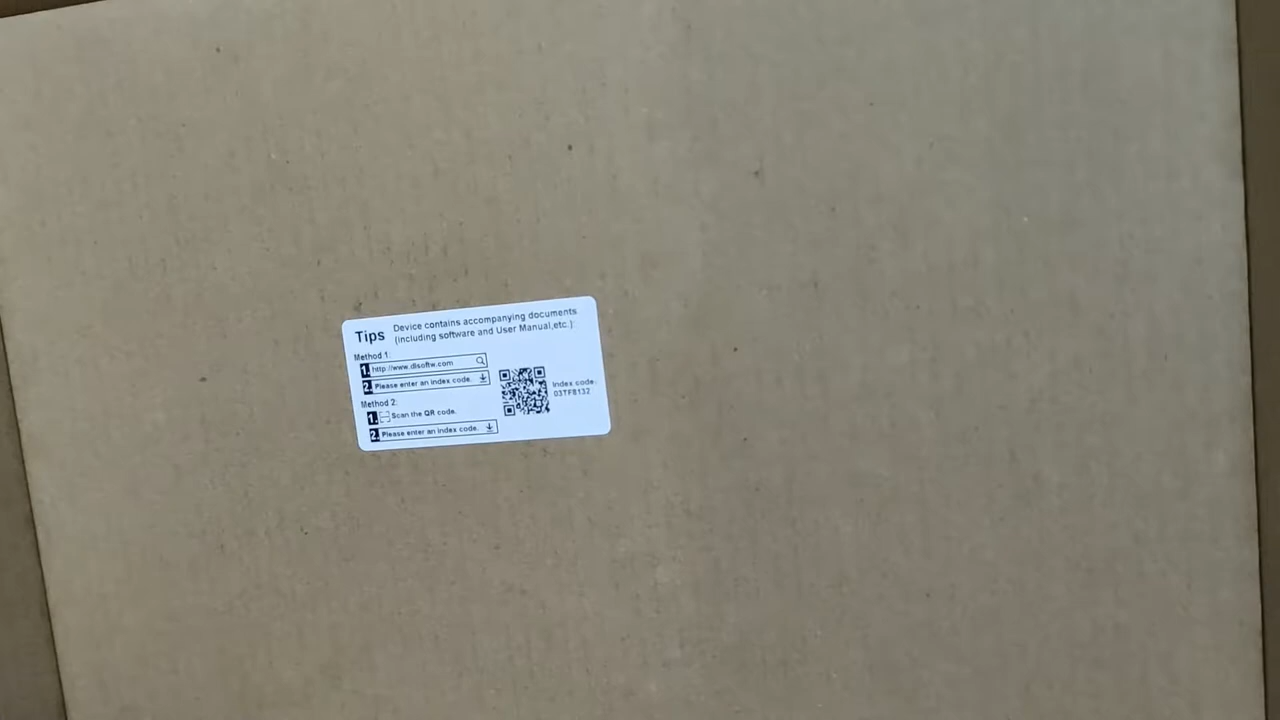 Tips
Device contains accompanying documents
(including software and User Manual,etc.):
Method 1:
1. http://www.dlsoftw.com
2. Please enter an index code.
Method 2:
1. Scan the QR code.
2. Please enter an index code.
Index code:
03TF8132